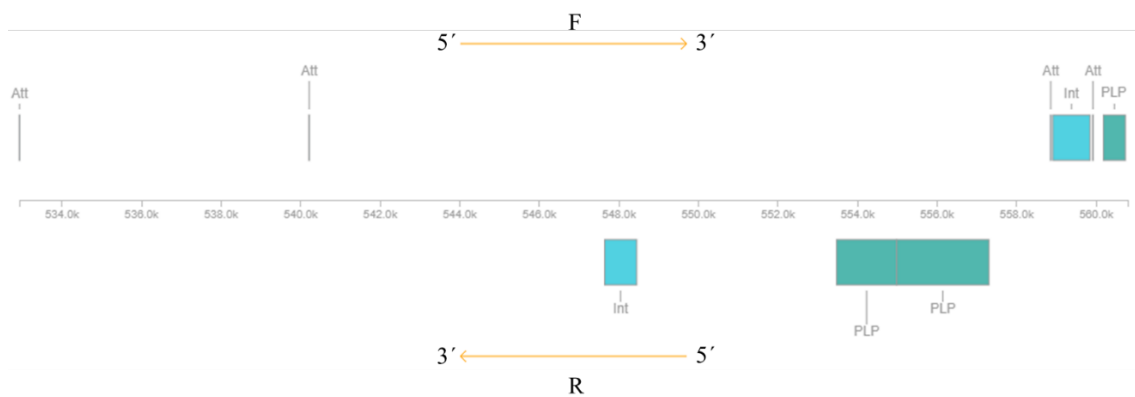 F
5´ 3´
Att Att Att Att
Att Int PLP
534.0k 536.0k 538.0k 540.0k 542.0k 544.0k 546.0k 548.0k 550.0k 552.0k 554.0k 556.0k 558.0k 560.0k
Int PLP
PLP
3´ 5´
R